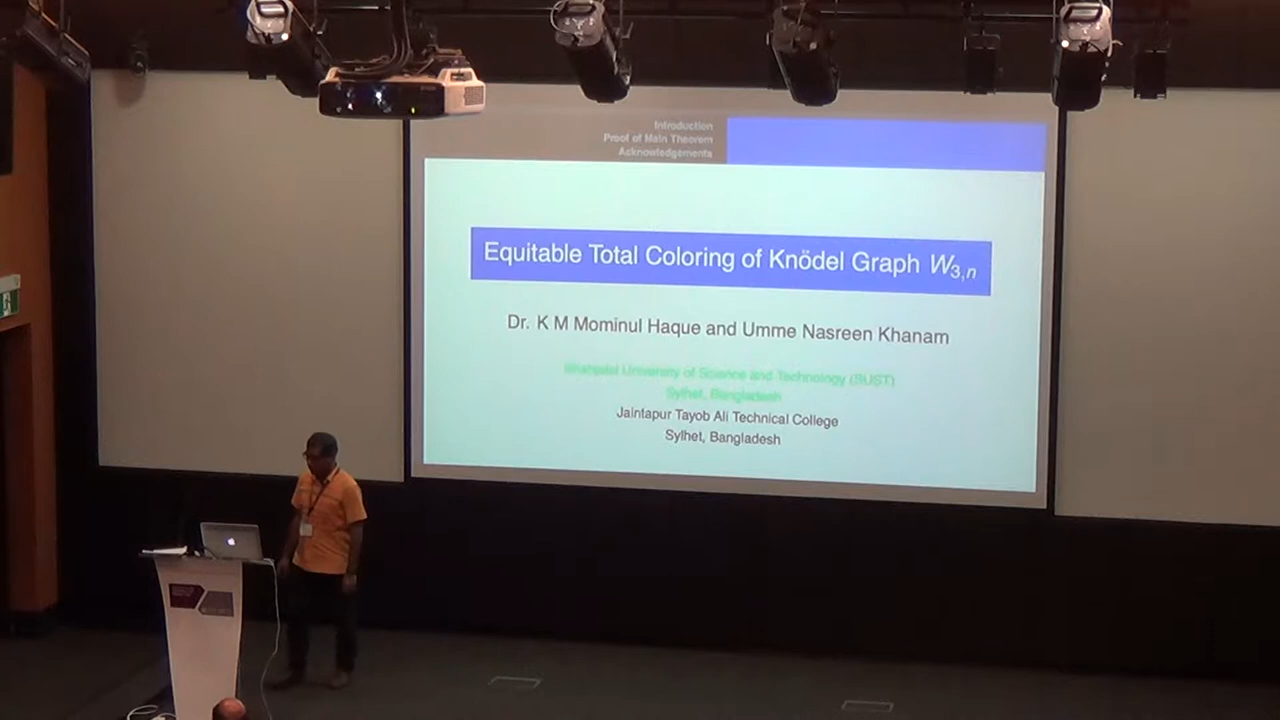 Introduction
Proof of Main Theorem
Acknowledgements
Equitable Total Coloring of Knödel Graph W3,n
Dr. K M Mominul Haque and Umme Nasreen Khanam
Shahjalal University of Science and Technology (SUST)
Sylhet, Bangladesh
Jaintapur Tayob Ali Technical College
Sylhet, Bangladesh